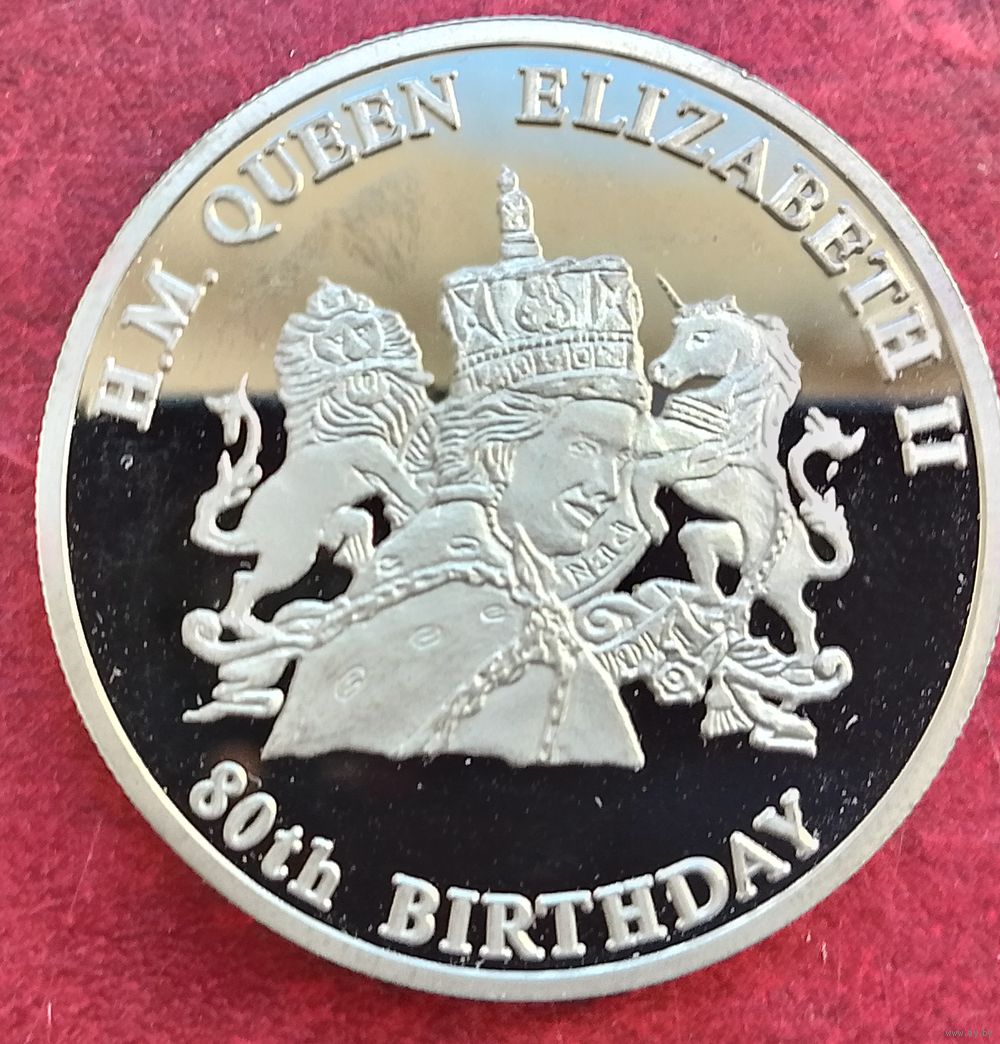 H.M. QUEEN ELIZABETH II
80th BIRTHDAY